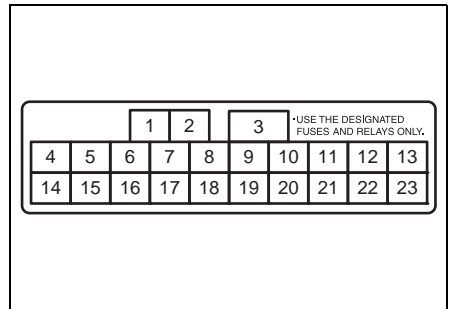 1 2 3 •USE THE DESIGNATED
FUSES AND RELAYS ONLY.
4 5 6 7 8 9 10 11 12 13
14 15 16 17 18 19 20 21 22 23